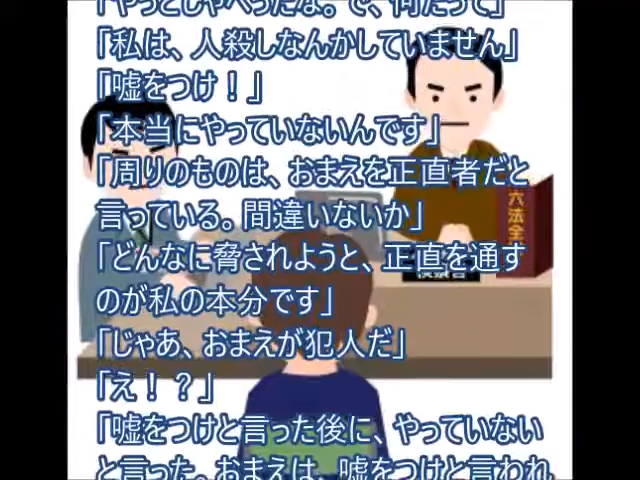 「やっとしゃべったな。で、何だって」
「私は、人殺しなんかしていません」
「嘘をつけ！」
「本当にやっていないんです」
「周りのものは、おまえを正直者だと
言っている。間違いないか」
「どんなに脅されようと、正直を通す
のが私の本分です」
「じゃあ、おまえが犯人だ」
「え！？」
「嘘をつけと言った後に、やっていない
と言った。おまえは、嘘をつけと言われ
六法全